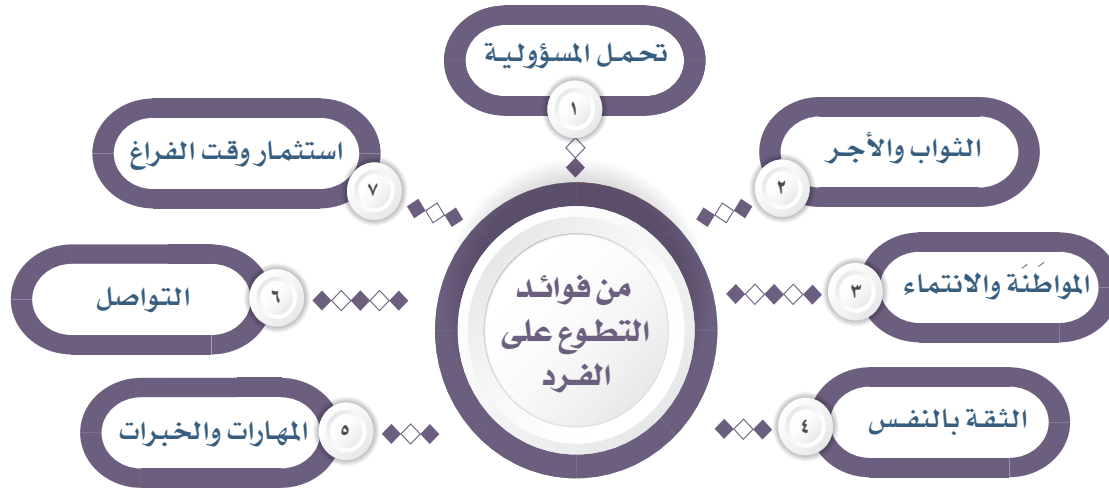 من فوائد
التطوع على
الفرد
تحمل المسؤولية
١
الثواب والأجر
٢
المواطَنَة والانتماء
٣
الثقة بالنفس
٤
المهارات والخبرات
٥
التواصل
٦
استثمار وقت الفراغ
٧